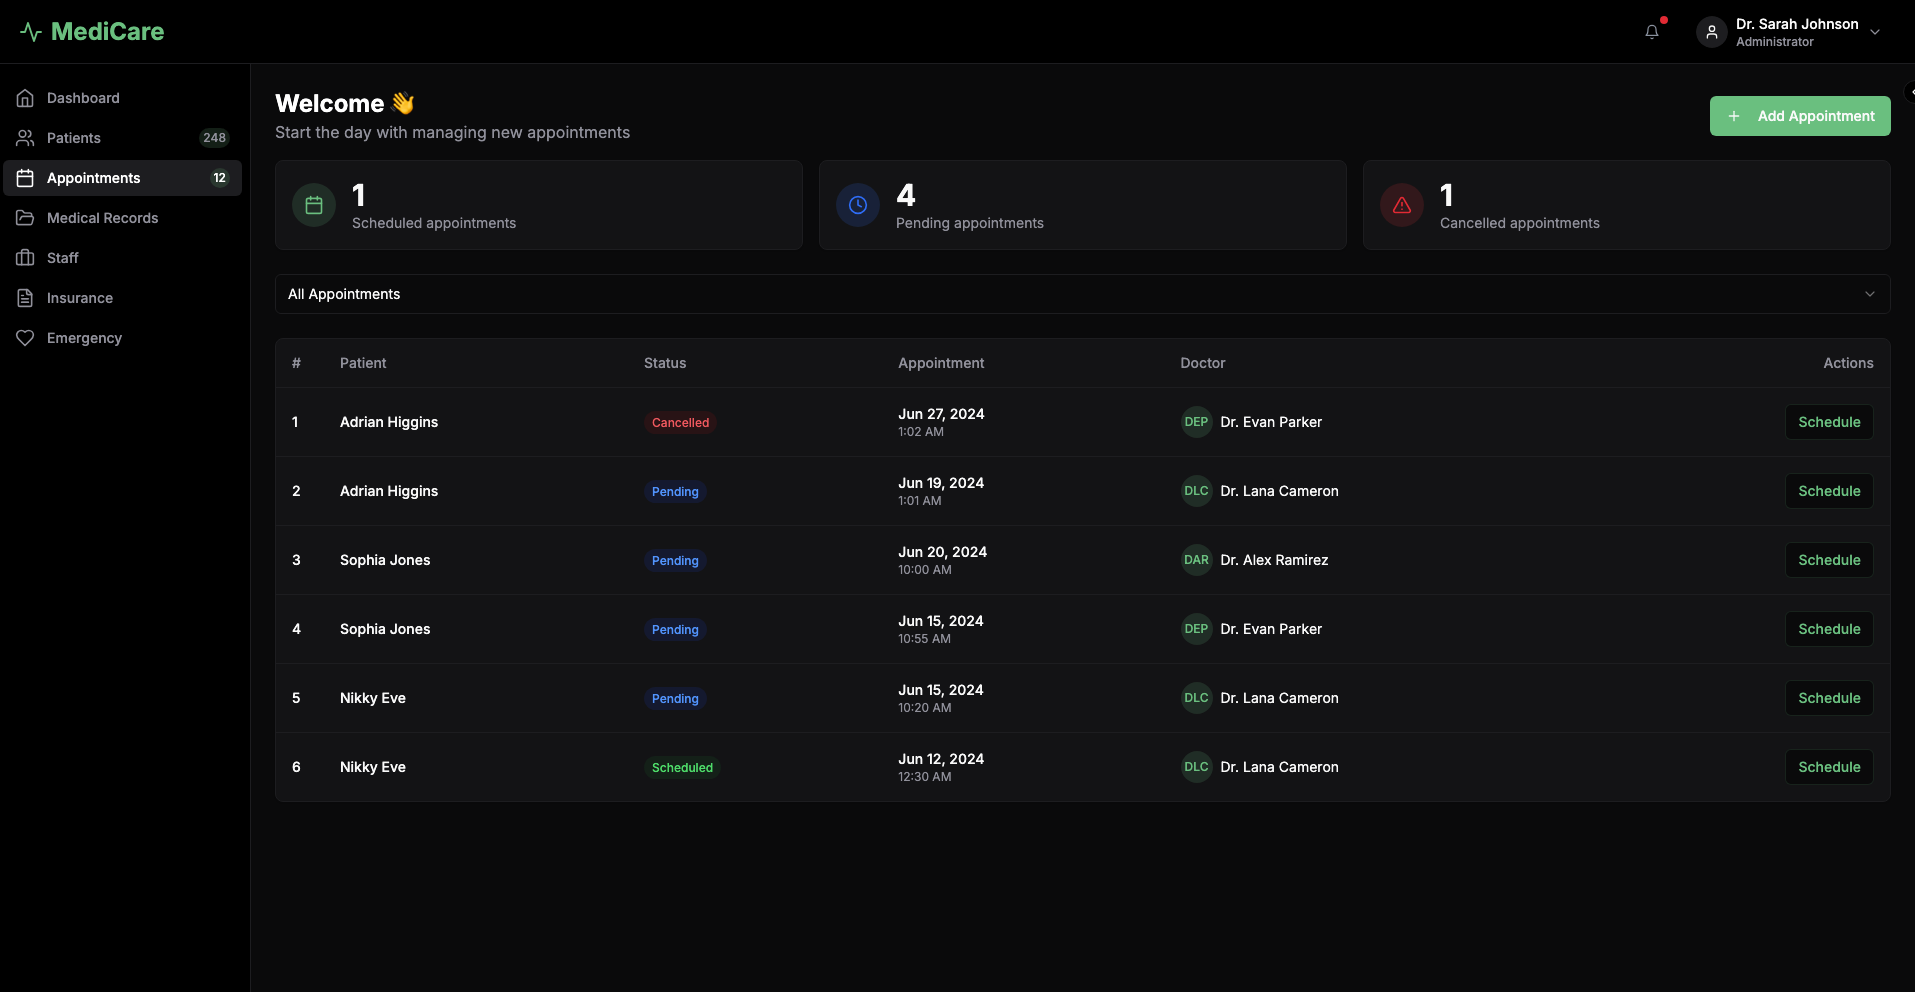 MediCare
Dr. Sarah Johnson
Administrator
Dashboard
Patients 248
Appointments 12
Medical Records
Staff
Insurance
Emergency
Welcome 👋
Start the day with managing new appointments
Add Appointment
1
Scheduled appointments
4
Pending appointments
1
Cancelled appointments
All Appointments
# Patient Status Appointment Doctor Actions
1 Adrian Higgins Cancelled Jun 27, 2024 1:02 AM DEP Dr. Evan Parker Schedule
2 Adrian Higgins Pending Jun 19, 2024 1:01 AM DLC Dr. Lana Cameron Schedule
3 Sophia Jones Pending Jun 20, 2024 10:00 AM DAR Dr. Alex Ramirez Schedule
4 Sophia Jones Pending Jun 15, 2024 10:55 AM DEP Dr. Evan Parker Schedule
5 Nikky Eve Pending Jun 15, 2024 10:20 AM DLC Dr. Lana Cameron Schedule
6 Nikky Eve Scheduled Jun 12, 2024 12:30 AM DLC Dr. Lana Cameron Schedule